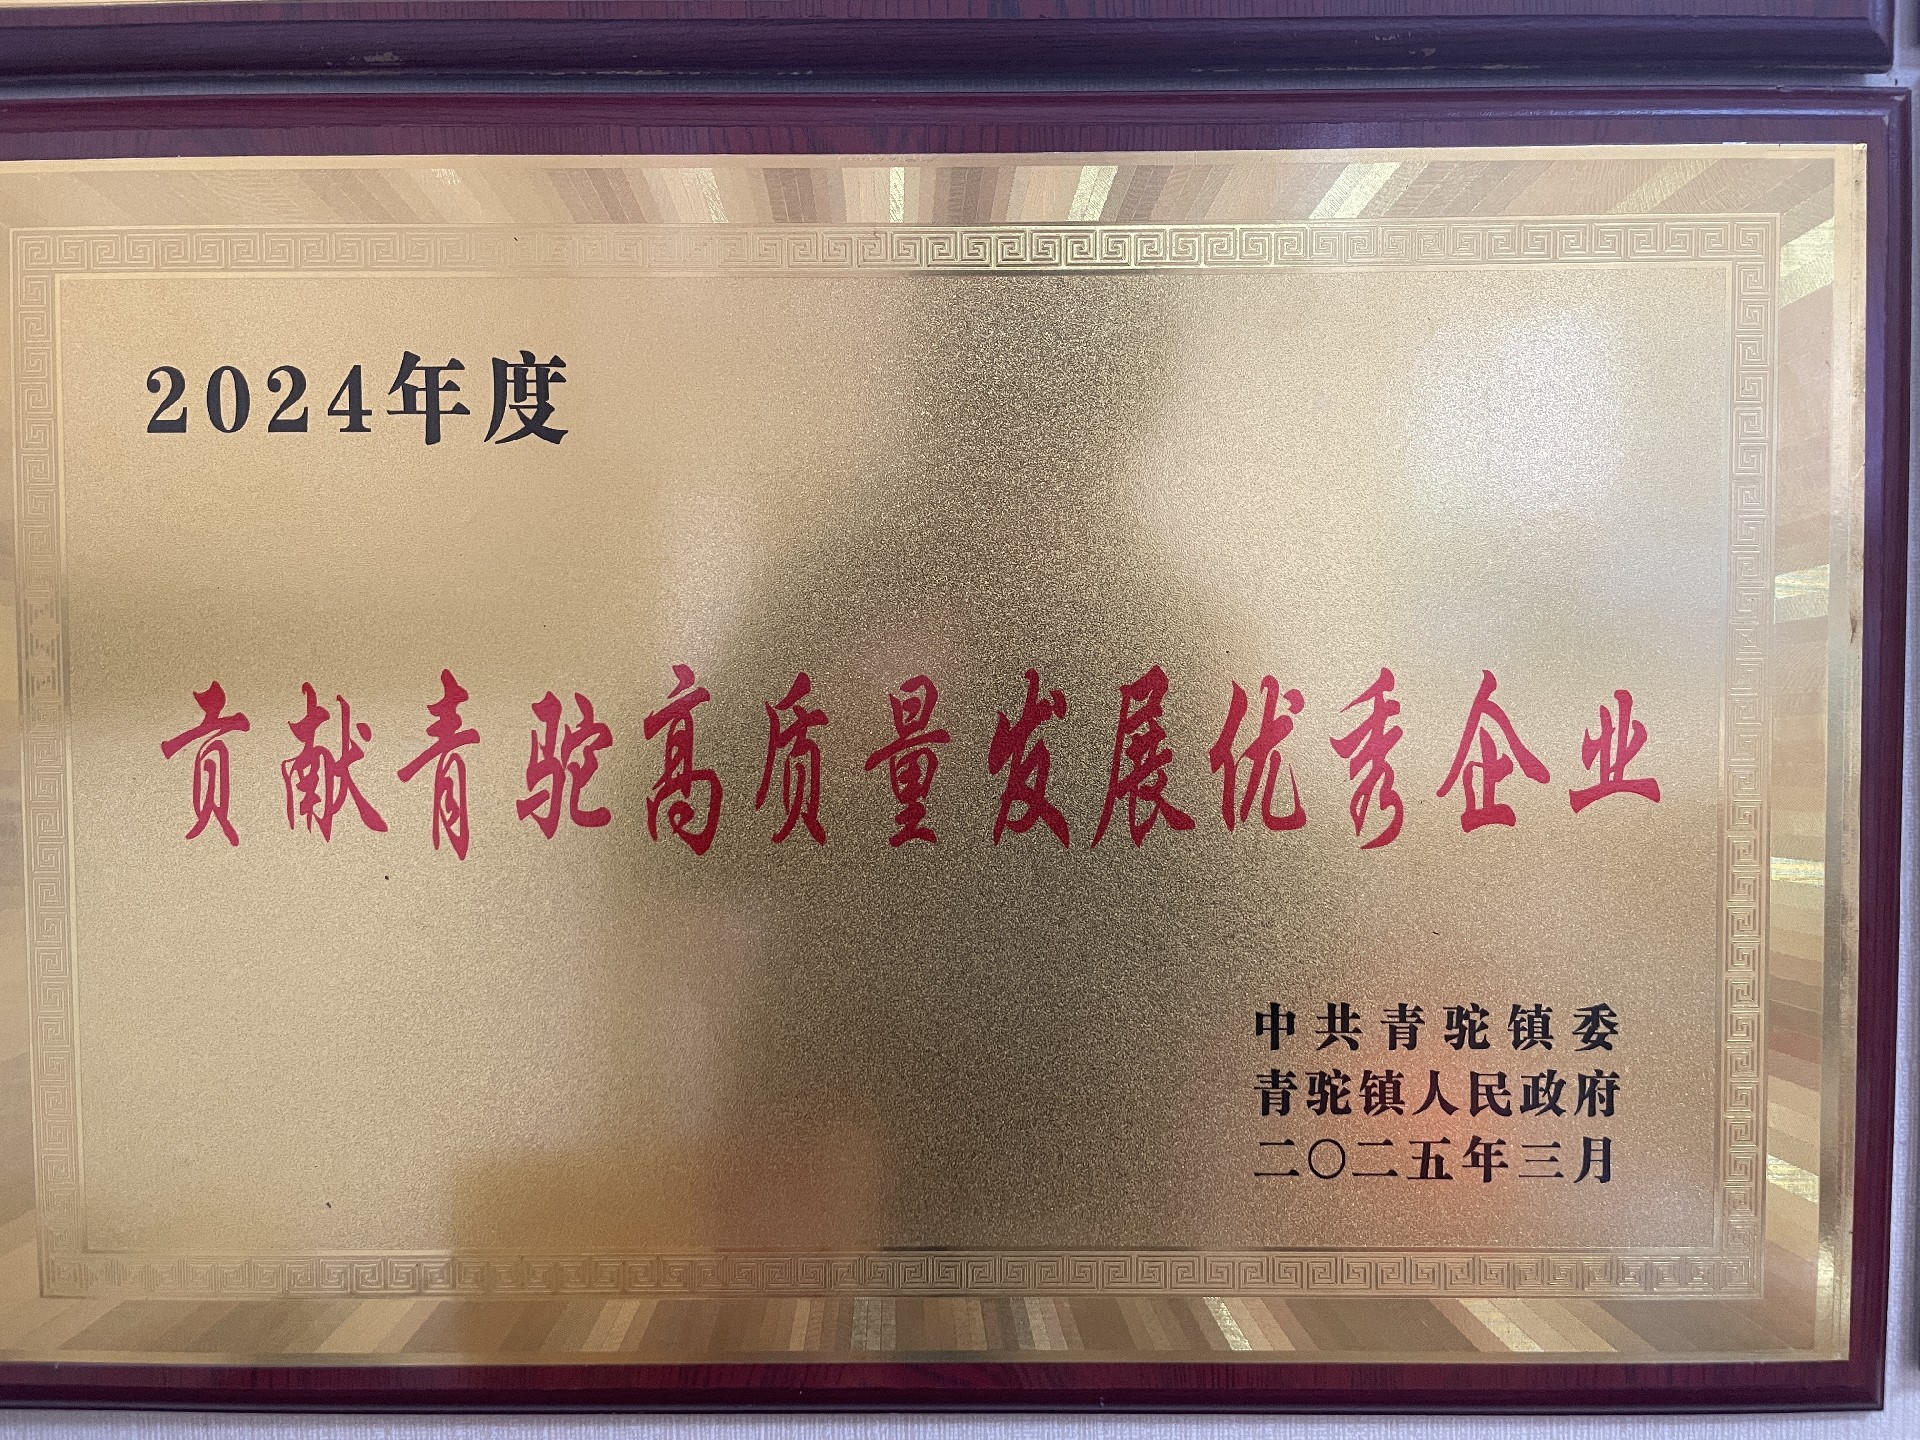 2024年度
贡献青驼高质量发展优秀企业
中共青驼镇委
青驼镇人民政府
二〇二五年三月